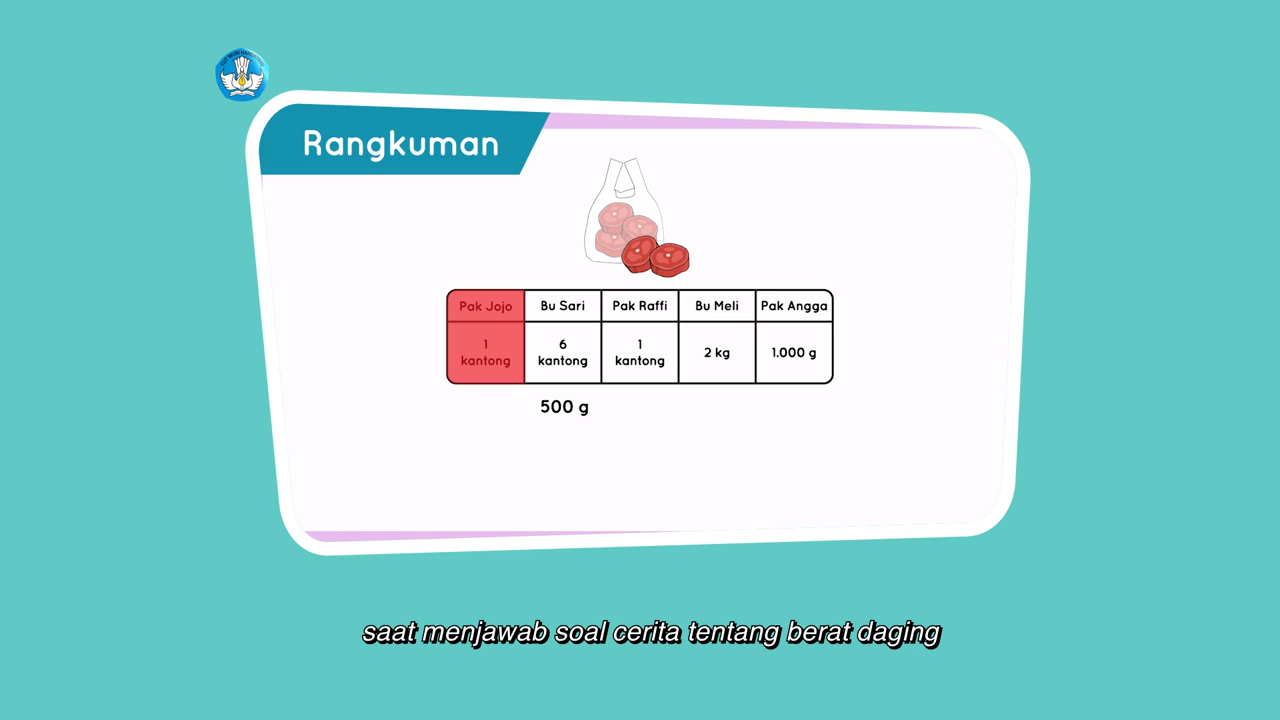 Rangkuman
Pak Jojo Bu Sari Pak Raffi Bu Meli Pak Angga
1 kantong 6 kantong 1 kantong 2 kg 1.000 g
500 g
saat menjawab soal cerita tentang berat daging